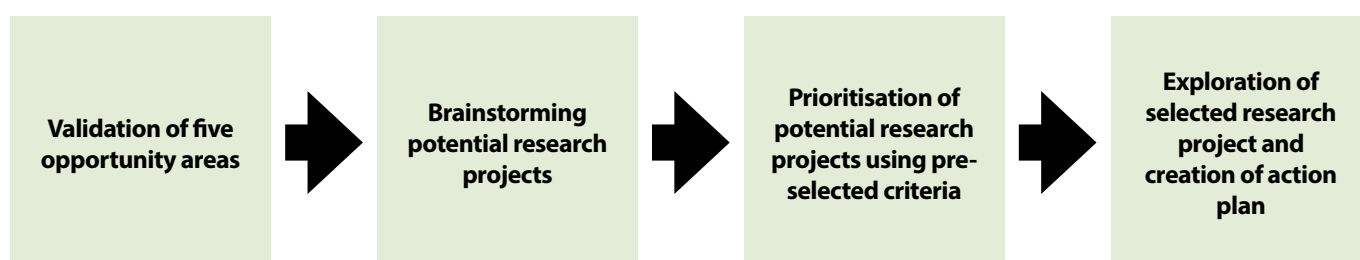 Validation of five
opportunity areas
Brainstorming
potential research
projects
Prioritisation of
potential research
projects using pre-
selected criteria
Exploration of
selected research
project and
creation of action
plan